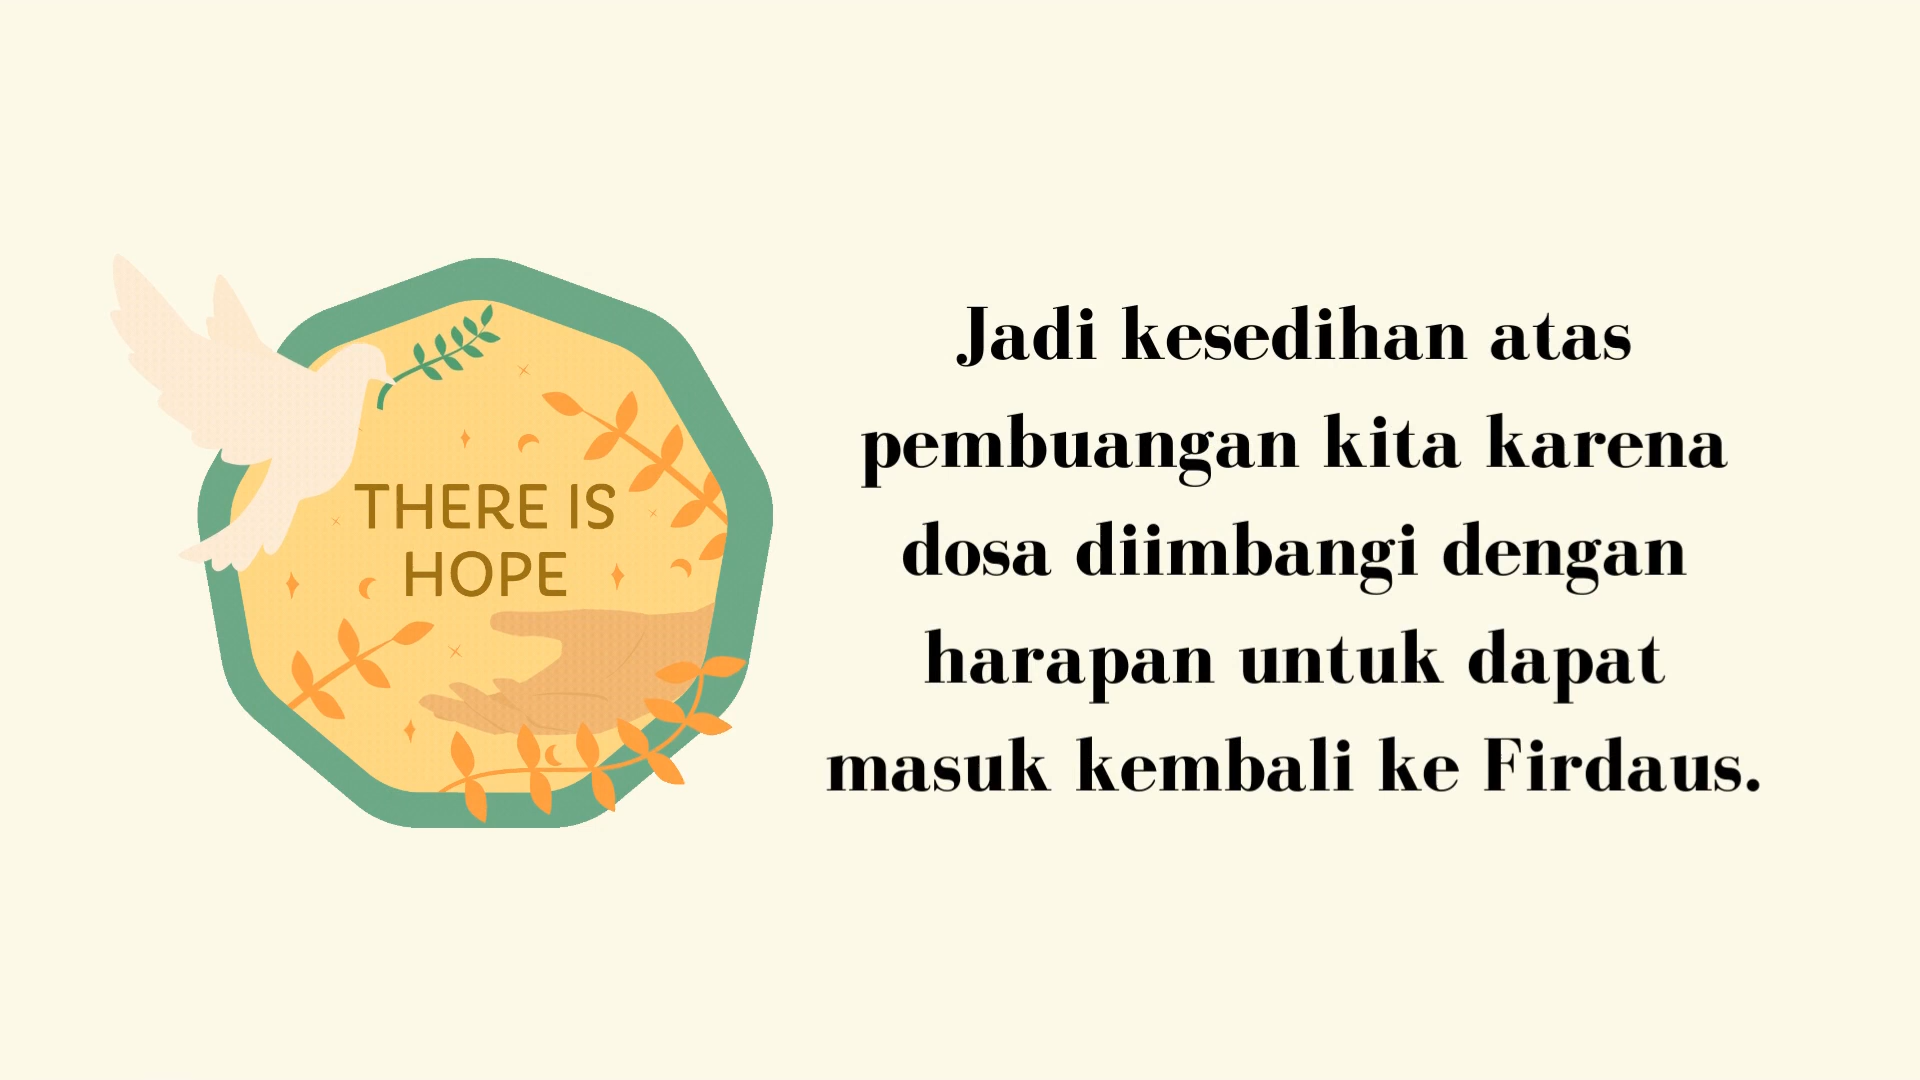 THERE IS
HOPE
Jadi kesedihan atas
pembuangan kita karena
dosa diimbangi dengan
harapan untuk dapat
masuk kembali ke Firdaus.